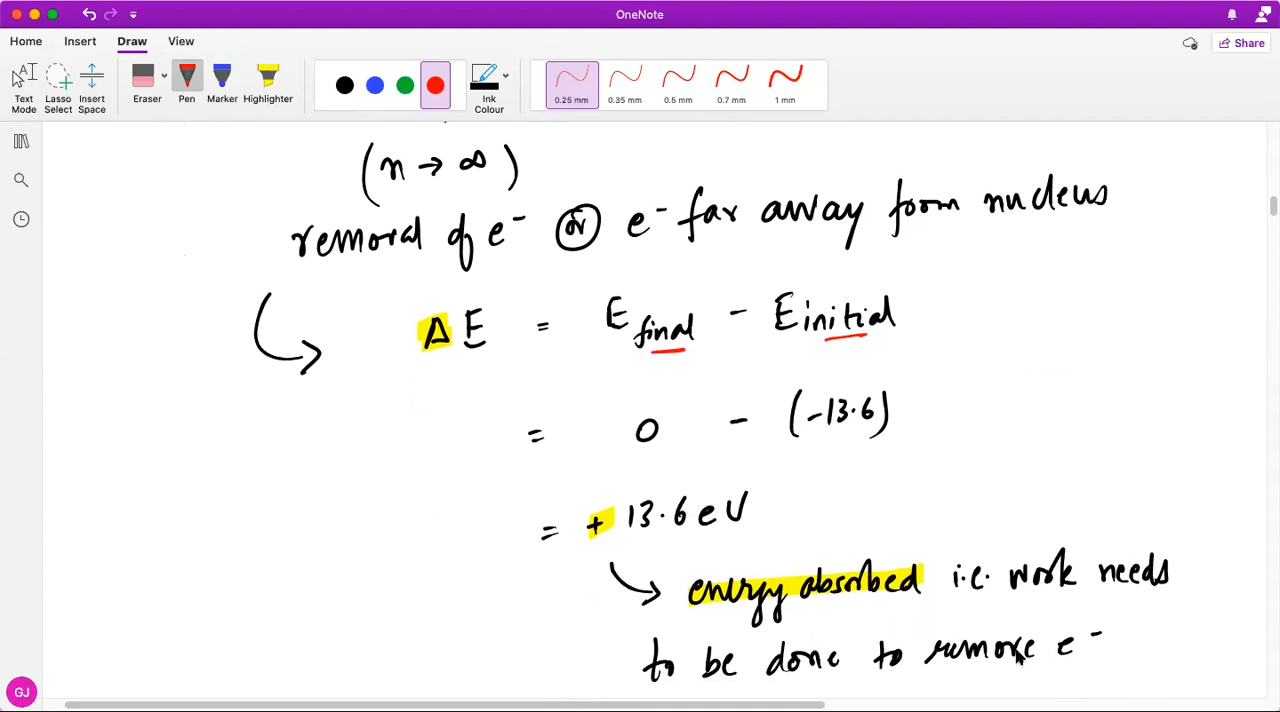 OneNote
Home Insert Draw View
Share
Text Mode
Lasso Select
Insert Space
Eraser
Pen
Marker
Highlighter
Ink Colour
0.25 mm
0.35 mm
0.5 mm
0.7 mm
1 mm
(n → ∞)
removal of e⁻ or e⁻ far away from nucleus
Δ E = E final - E initial
= 0 - (-13.6)
= + 13.6 eV
energy absorbed i.e. work needs
to be done to remove e⁻
GJ